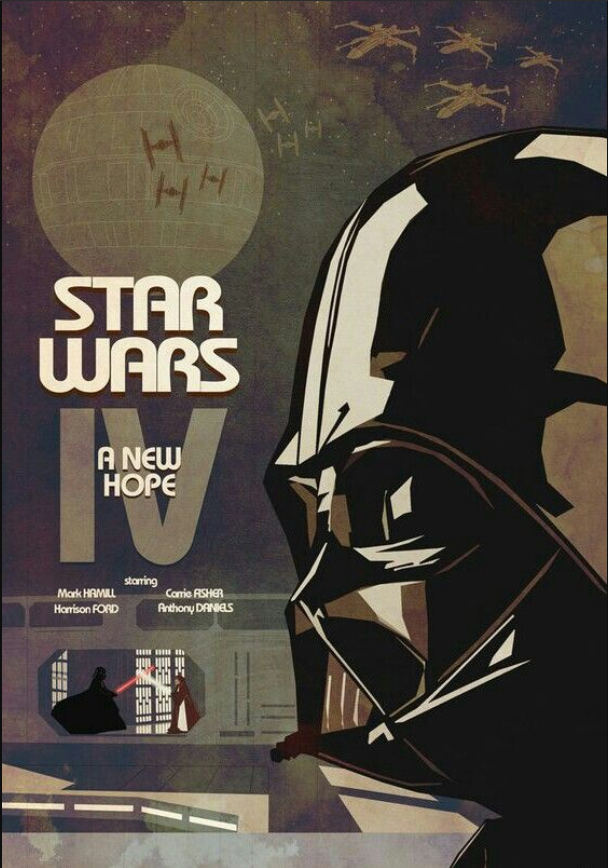 STAR
WARS
IV
A NEW
HOPE
starring
Mark HAMILL Carrie FISHER
Harrison FORD Anthony DANIELS